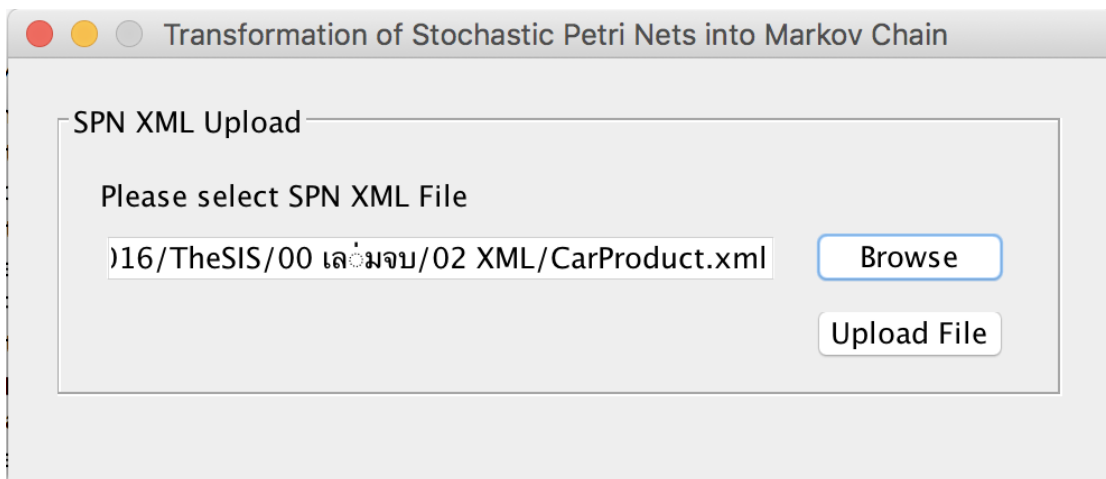 Transformation of Stochastic Petri Nets into Markov Chain
SPN XML Upload
Please select SPN XML File
016/TheSIS/00 เล่มจบ/02 XML/CarProduct.xml
Browse
Upload File